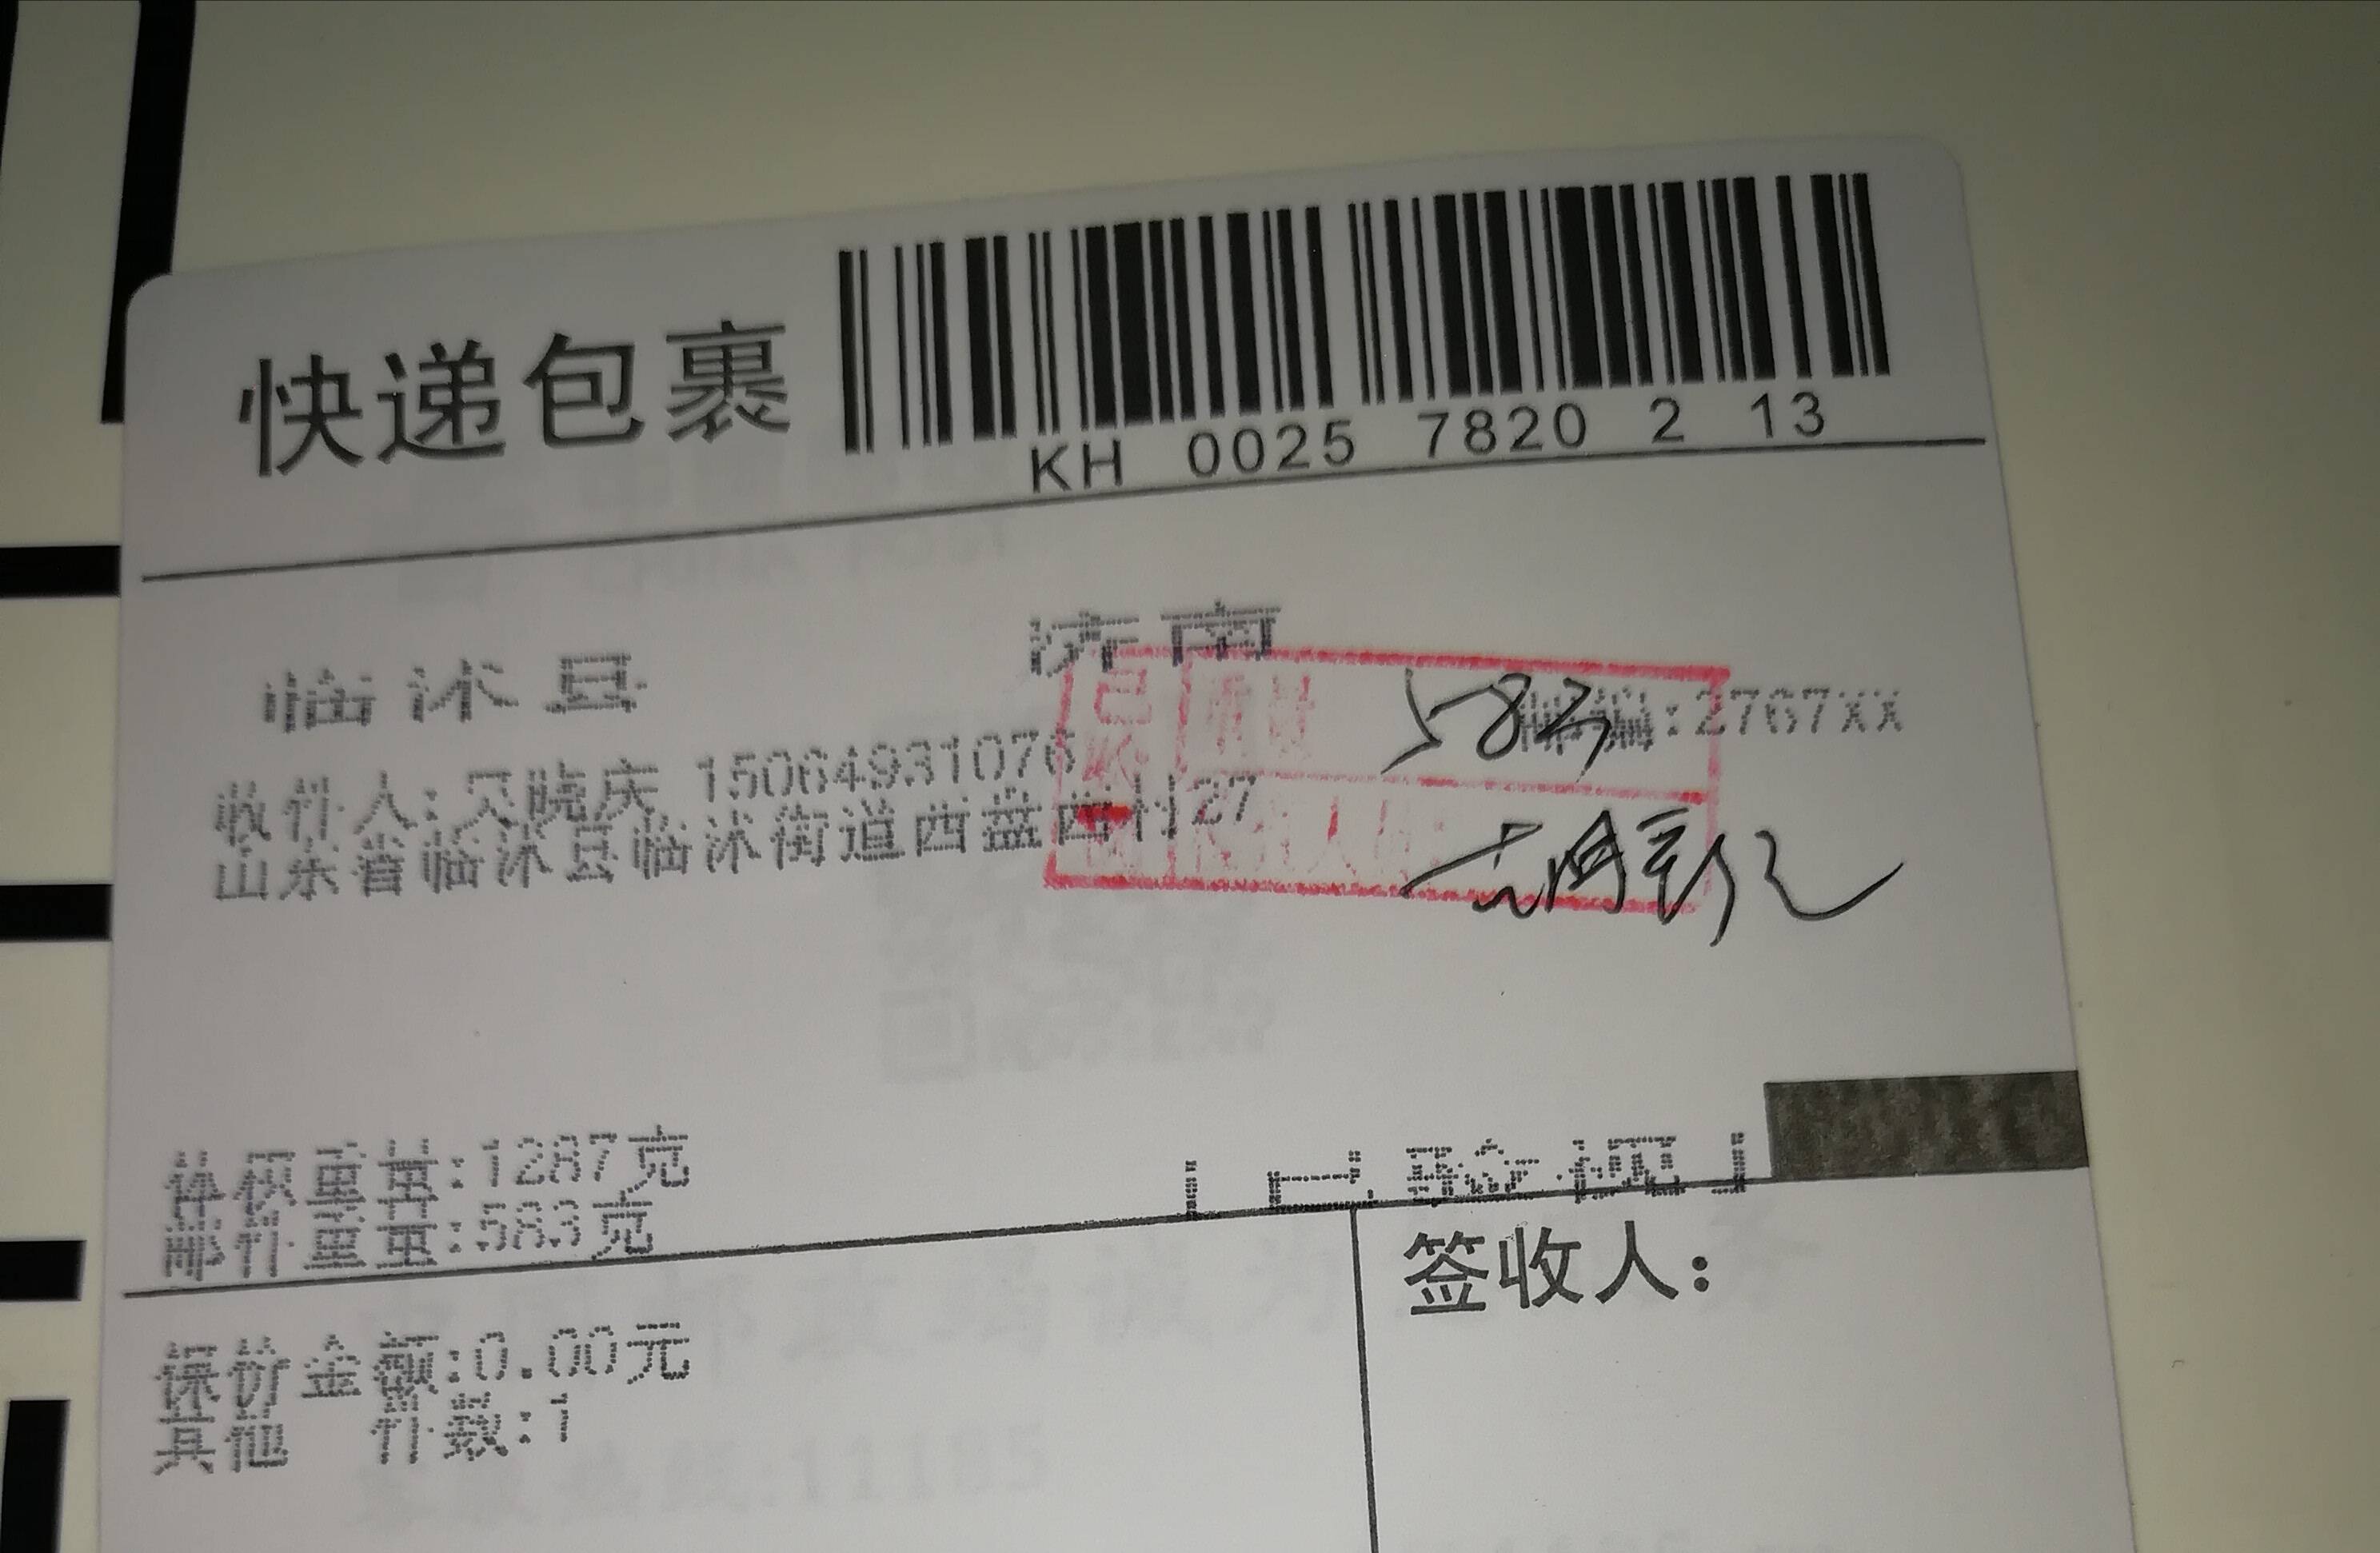 快递包裹
KH 0025 7820 2 13
济南
临沭县
邮编:2767XX
收件人: 晓庆 15064931076
山东省临沭县临沭街道西盘西村27
583
体积重量:1287克
邮件重量:583克
签收人:
保价金额:0.00元
其他 件数:1